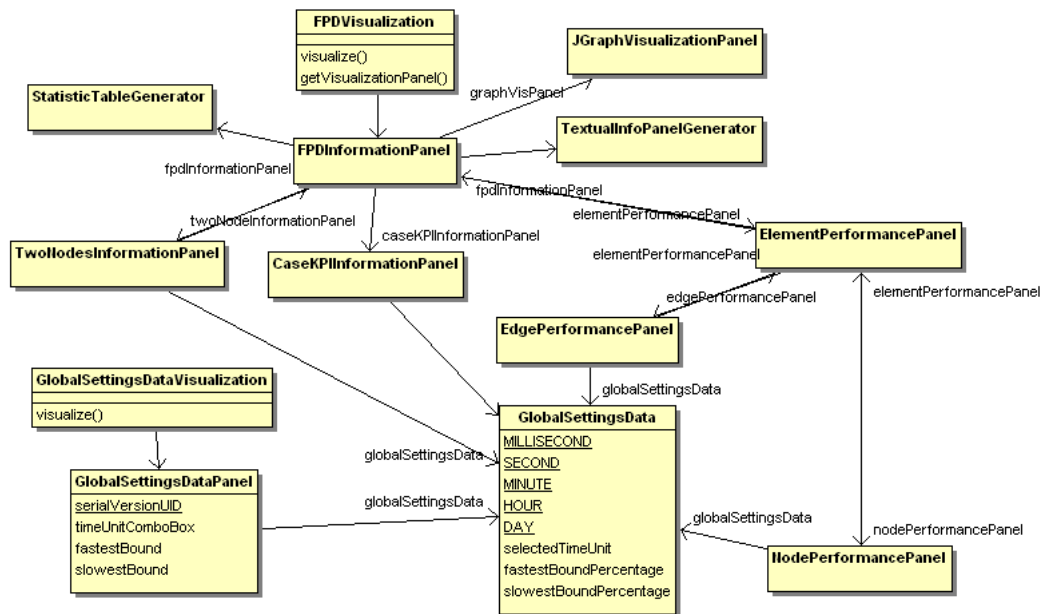 FPDVisualization
visualize()
getVisualizationPanel()
JGraphVisualizationPanel
graphVisPanel
StatisticTableGenerator
TextualInfoPanelGenerator
FPDInformationPanel
fpdInformationPanel
fpdInformationPanel
twoNodeInformationPanel
elementPerformancePanel
caseKPIInformationPanel
ElementPerformancePanel
TwoNodesInformationPanel
CaseKPIInformationPanel
elementPerformancePanel
elementPerformancePanel
edgePerformancePanel
EdgePerformancePanel
GlobalSettingsDataVisualization
visualize()
globalSettingsData
GlobalSettingsData
MILLISECOND
SECOND
MINUTE
HOUR
DAY
selectedTimeUnit
fastestBoundPercentage
slowestBoundPercentage
globalSettingsData
GlobalSettingsDataPanel
serialVersionUID
timeUnitComboBox
fastestBound
slowestBound
globalSettingsData
globalSettingsData
nodePerformancePanel
NodePerformancePanel